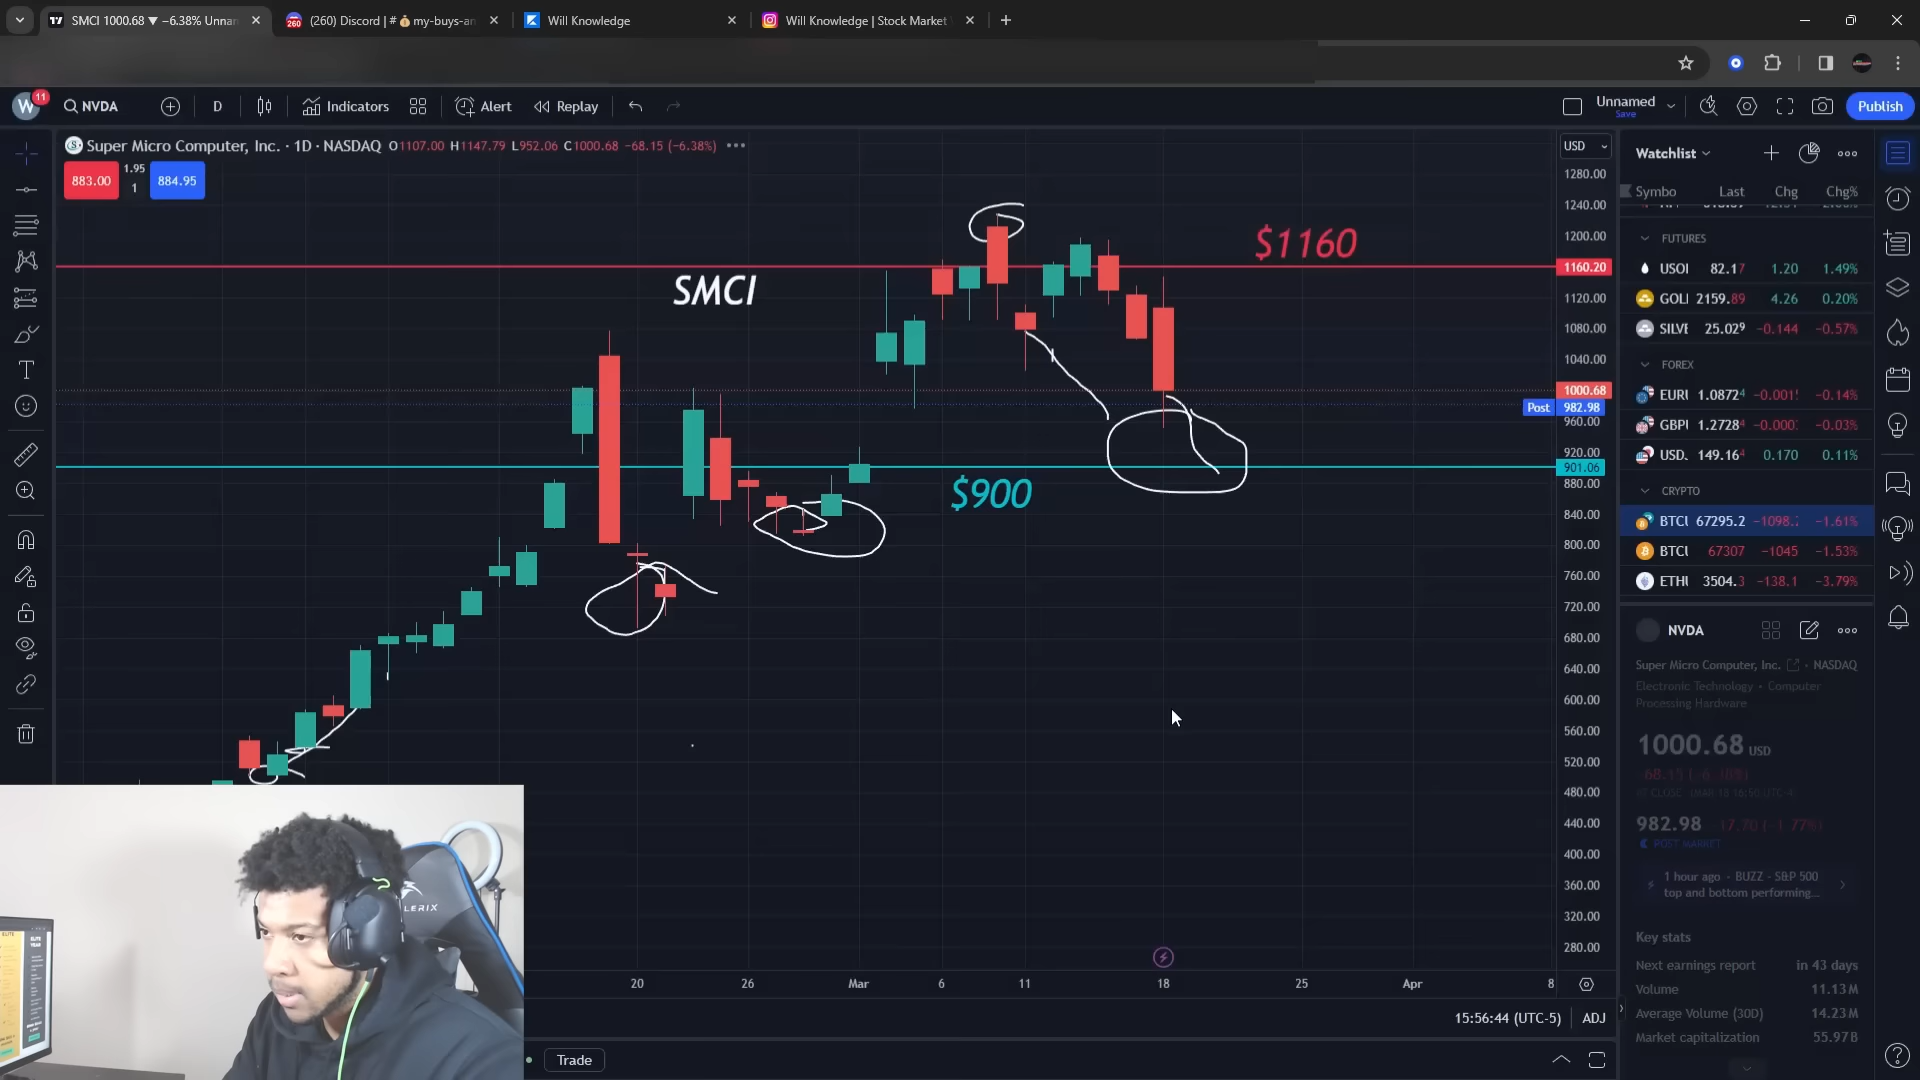 SMCI 1000.68 ▼ −6.38% Unnan
(260) Discord | # 💰 my-buys-an
Will Knowledge
Will Knowledge | Stock Market
W 11 NVDA D Indicators Alert Replay Unnamed Save Publish
Super Micro Computer, Inc. · 1D · NASDAQ O1107.00 H1147.79 L952.06 C1000.68 −68.15 (−6.38%)
883.00 1.95 1 884.95
USD
1280.00
1240.00
1200.00
1160.20
1120.00
1080.00
1040.00
1000.68
Post 982.98
960.00
920.00
901.06
880.00
840.00
800.00
760.00
720.00
680.00
640.00
600.00
560.00
520.00
480.00
440.00
400.00
360.00
320.00
280.00
$1160
SMCI
$900
20 26 Mar 6 11 18 25 Apr 8
15:56:44 (UTC-5) ADJ
Trade
LERIX
Watchlist
Symbo Last Chg Chg%
FUTURES
USOI 82.17 1.20 1.49%
GOLI 2159.89 4.26 0.20%
SILVE 25.029 −0.144 −0.57%
FOREX
EURI 1.08724 −0.001! −0.14%
GBPI 1.27284 −0.000: −0.03%
USD. 149.164 0.170 0.11%
CRYPTO
BTCI 67295.2 −1098.: −1.61%
BTCI 67307 −1045 −1.53%
ETHI 3504.3 −138.1 −3.79%
NVDA
Super Micro Computer, Inc. • NASDAQ
Electronic Technology • Computer
Processing Hardware
1000.68 USD
982.98
POST MARKET
1 hour ago • BUZZ - S&P 500
top and bottom performing...
Key stats
Next earnings report in 43 days
Volume 11.13M
Average Volume (30D) 14.23M
Market capitalization 55.97B